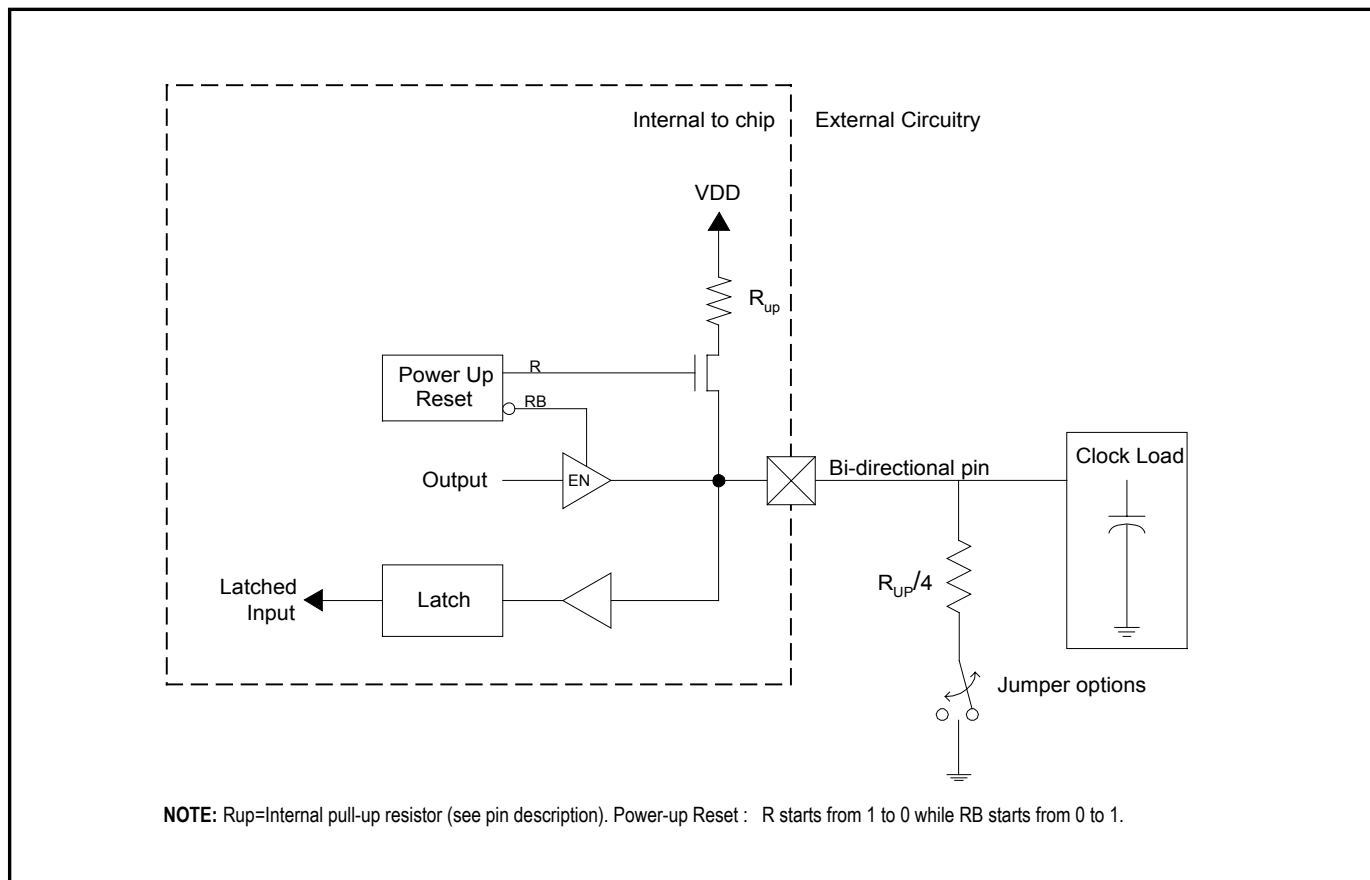 Internal to chip
External Circuitry
VDD
Rup
Power Up
Reset
R
RB
Output
EN
Bi-directional pin
Clock Load
Latched
Input
Latch
RUP/4
Jumper options
NOTE: Rup=Internal pull-up resistor (see pin description). Power-up Reset : R starts from 1 to 0 while RB starts from 0 to 1.